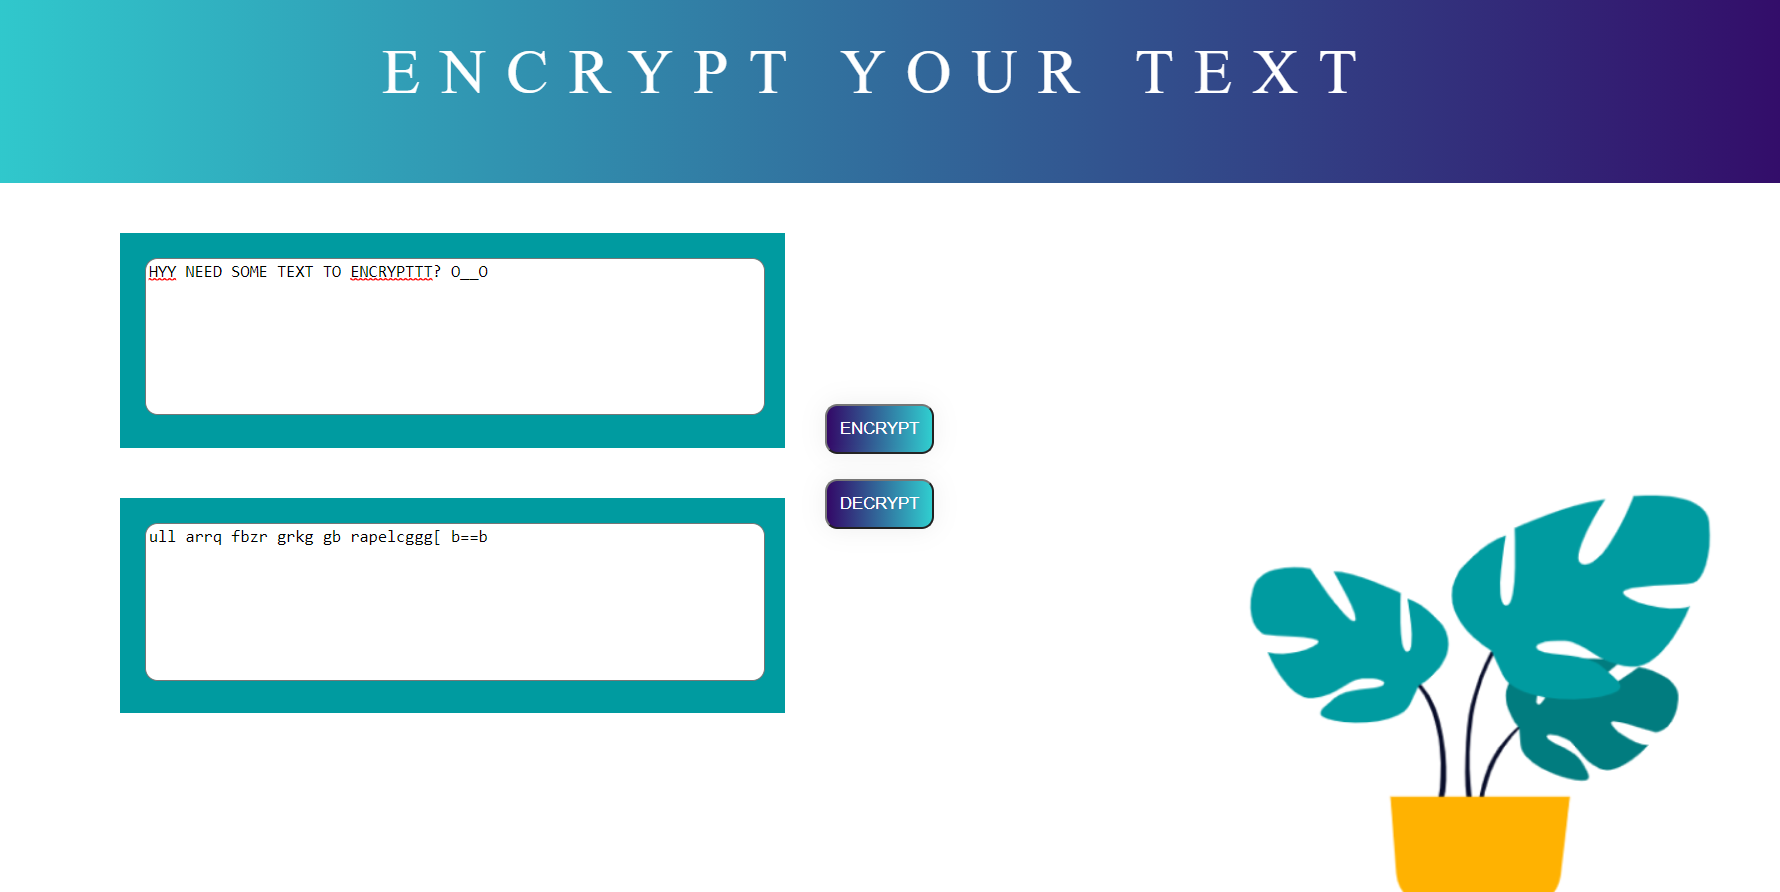 ENCRYPT YOUR TEXT
HYY NEED SOME TEXT TO ENCRYPTTT? O__O
ENCRYPT
DECRYPT
ull arrq fbzr grkg gb rapelcggg[ b==b